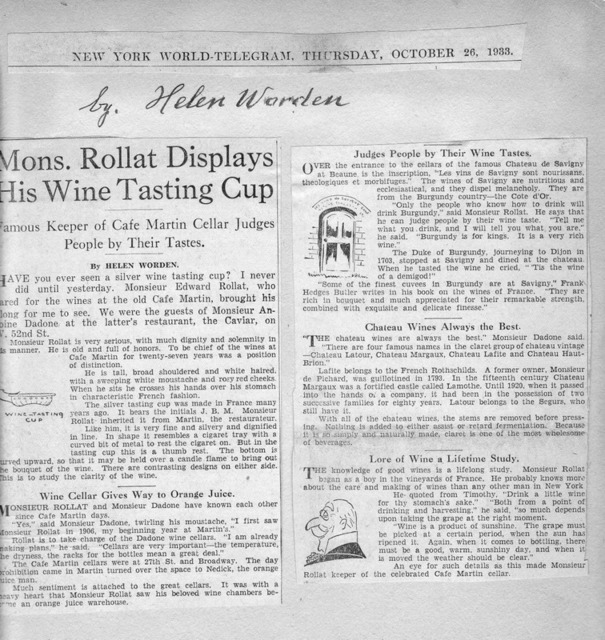 NEW YORK WORLD-TELEGRAM, THURSDAY, OCTOBER 26, 1933.
by. Helen Worden
Mons. Rollat Displays
His Wine Tasting Cup
Famous Keeper of Cafe Martin Cellar Judges
People by Their Tastes.
BY HELEN WORDEN.
HAVE you ever seen a silver wine tasting cup? I never
did until yesterday. Monsieur Edward Rollat, who
ared for the wines at the old Cafe Martin, brought his
long for me to see. We were the guests of Monsieur An-
oine Dadone at the latter's restaurant, the Caviar, on
W. 52nd St.
Monsieur Rollat is very serious, with much dignity and solemnity in
is manner. He is old and full of honors. To be chief of the wines at
Cafe Martin for twenty-seven years was a position
of distinction.
He is tall, broad shouldered and white haired,
with a sweeping white moustache and rosy red cheeks.
When he sits he crosses his hands over his stomach
in characteristic French fashion.
The silver tasting cup was made in France many
years ago. It bears the initials J. B. M. Monsieur
Rollat inherited it from Martin, the restaurateur.
WINE-TASTING
CUP
Like him, it is very fine and silvery and dignified
in line. In shape it resembles a cigaret tray with a
curved bit of metal to rest the cigaret on. But in the
tasting cup this is a thumb rest. The bottom is
urved upward, so that it may be held over a candle flame to bring out
the bouquet of the wine. There are contrasting designs on either side.
This is to study the clarity of the wine.
Wine Cellar Gives Way to Orange Juice.
MONSIEUR ROLLAT and Monsieur Dadone have known each other
since Cafe Martin days.
"Yes," said Monsieur Dadone, twirling his moustache, "I first saw
Monsieur Rollat in 1906, my beginning year at Martin's."
Rollat is to take charge of the Dadone wine cellars. "I am already
making plans," he said. "Cellars are very important—the temperature,
the dryness, the racks for the bottles mean a great deal."
The Cafe Martin cellars were at 27th St. and Broadway. The day
prohibition came in Martin turned over the space to Nedick, the orange
juice man.
Much sentiment is attached to the great cellars. It was with a
heavy heart that Monsieur Rollat saw his beloved wine chambers be-
ome an orange juice warehouse.
Judges People by Their Wine Tastes.
OVER the entrance to the cellars of the famous Chateau de Savigny
at Beaune is the inscription, "Les vins de Savigny sont nourissans,
theologiques et morbifuges." The wines of Savigny are nutritious and
ecclesiastical, and they dispel melancholy. They are
from the Burgundy country—the Cote d'Or.
"Only the people who know how to drink will
drink Burgundy," said Monsieur Rollat. He says that
he can judge people by their wine taste. "Tell me
what you drink, and I will tell you what you are,"
he said. "Burgundy is for kings. It is a very rich
wine."
The Duke of Burgundy, journeying to Dijon in
1703, stopped at Savigny and dined at the chateau.
When he tasted the wine he cried, "'Tis the wine
of a demigod!"
"Some of the finest cuvees in Burgundy are at Savigny," Frank
Hedges Butler writes in his book on the wines of France. "They are
rich in bouquet and much appreciated for their remarkable strength,
combined with exquisite and delicate finesse."
Chateau Wines Always the Best.
"THE chateau wines are always the best," Monsieur Dadone said.
"There are four famous names in the claret group of chateau vintage
—Chateau Latour, Chateau Margaux, Chateau Lafite and Chateau Haut-
Brion."
Lafite belongs to the French Rothschilds. A former owner, Monsieur
de Pichard, was guillotined in 1793. In the fifteenth century Chateau
Margaux was a fortified castle called Lamothe. Until 1920, when it passed
into the hands of a company, it had been in the possession of two
successive families for eighty years. Latour belongs to the Segurs, who
still have it.
With all of the chateau wines, the stems are removed before press-
ing. Nothing is added to either assist or retard fermentation. Because
it is so simply and naturally made, claret is one of the most wholesome
of beverages.
Lore of Wine a Lifetime Study.
THE knowledge of good wines is a lifelong study. Monsieur Rollat
began as a boy in the vineyards of France. He probably knows more
about the care and making of wines than any other man in New York
He quoted from Timothy, "Drink a little wine
for thy stomach's sake." "Both from a point of
drinking and harvesting," he said, "so much depends
upon taking the grape at the right moment.
"Wine is a product of sunshine. The grape must
be picked at a certain period, when the sun has
ripened it. Again, when it comes to bottling, there
must be a good, warm, sunshiny day, and when it
is moved the weather should be clear."
An eye for such details as this made Monsieur
Rollat keeper of the celebrated Cafe Martin cellar.